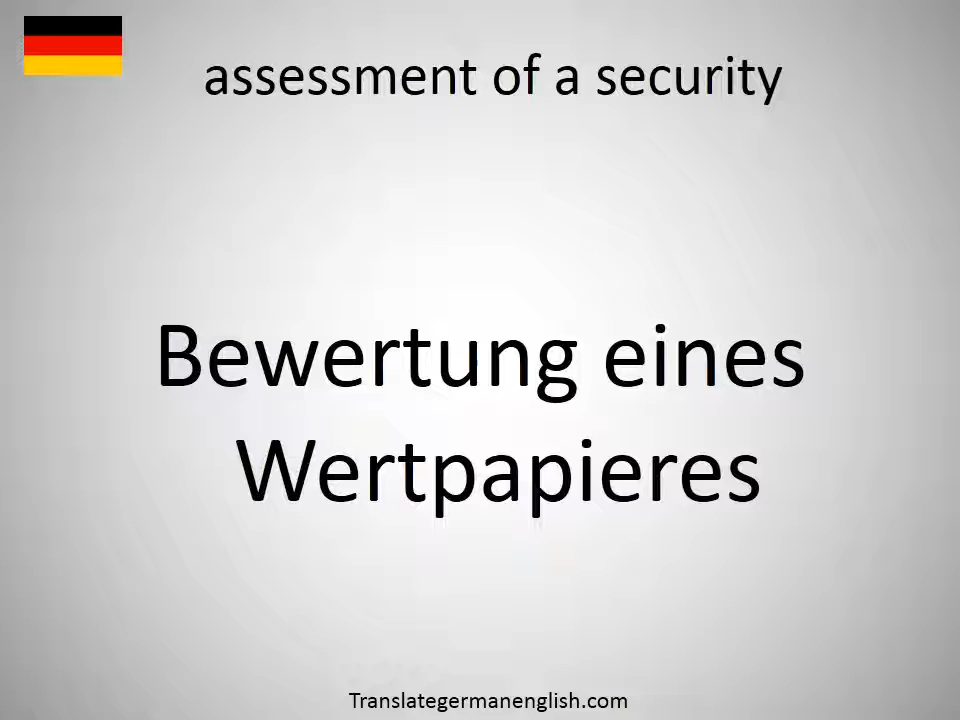 assessment of a security
Bewertung eines
Wertpapieres
Translategermanenglish.com